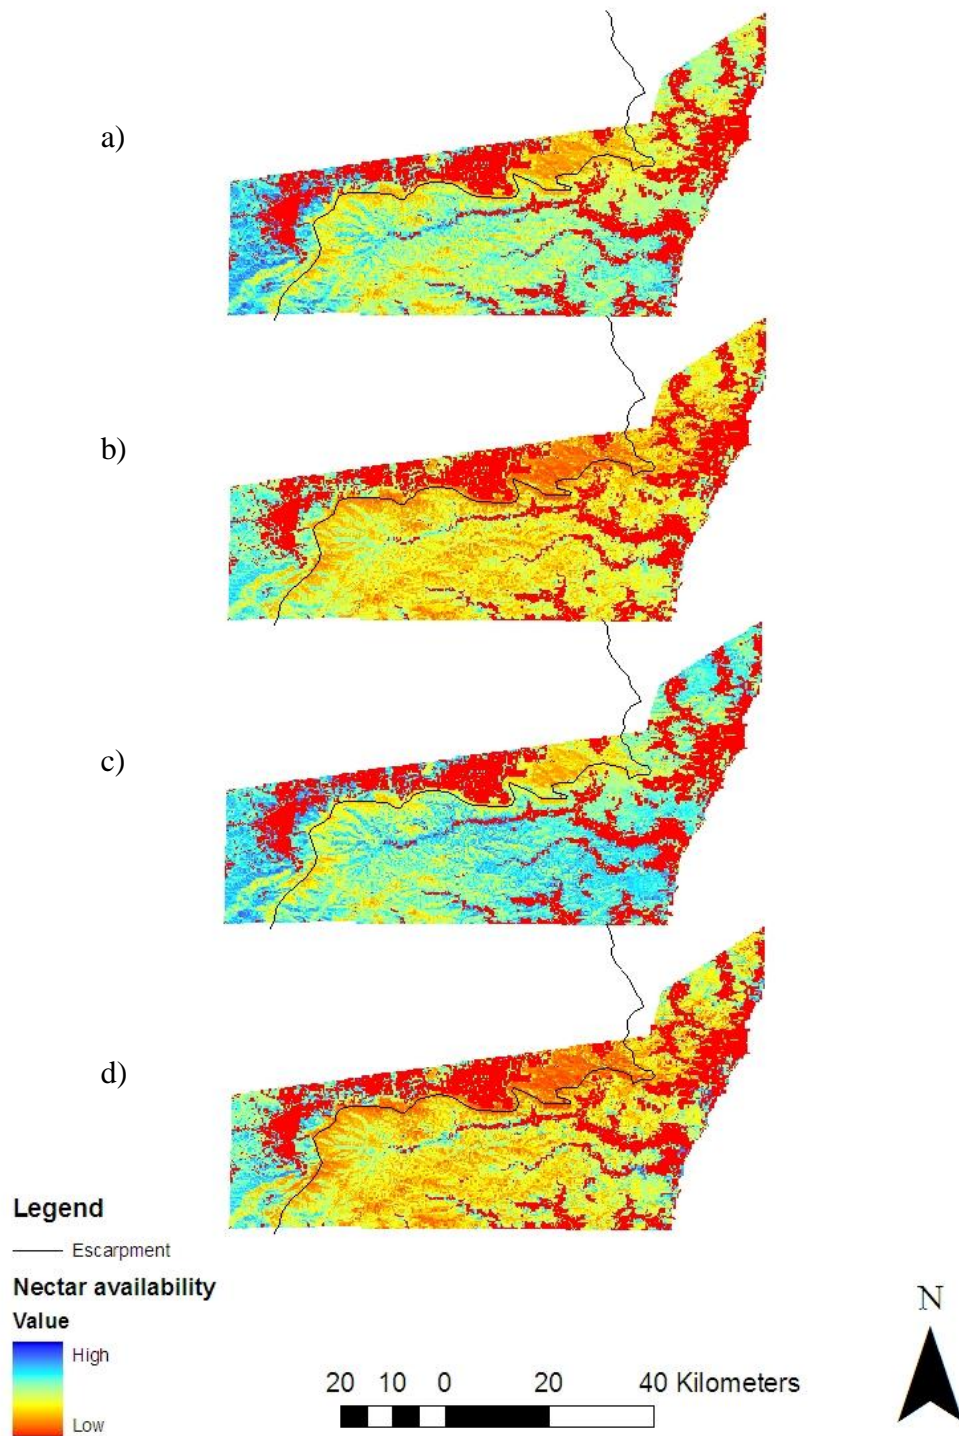 a)
b)
c)
d)
Legend
Escarpment
Nectar availability
Value
High
Low
20 10 0 20 40 Kilometers
N